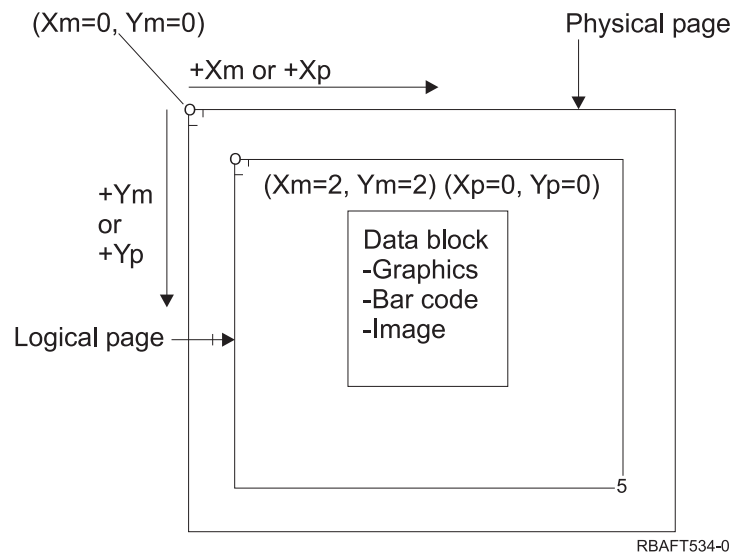 (Xm=0, Ym=0)
Physical page
+Xm or +Xp
+Ym
or
+Yp
(Xm=2, Ym=2) (Xp=0, Yp=0)
Data block
-Graphics
-Bar code
-Image
Logical page
5
RBAFT534-0